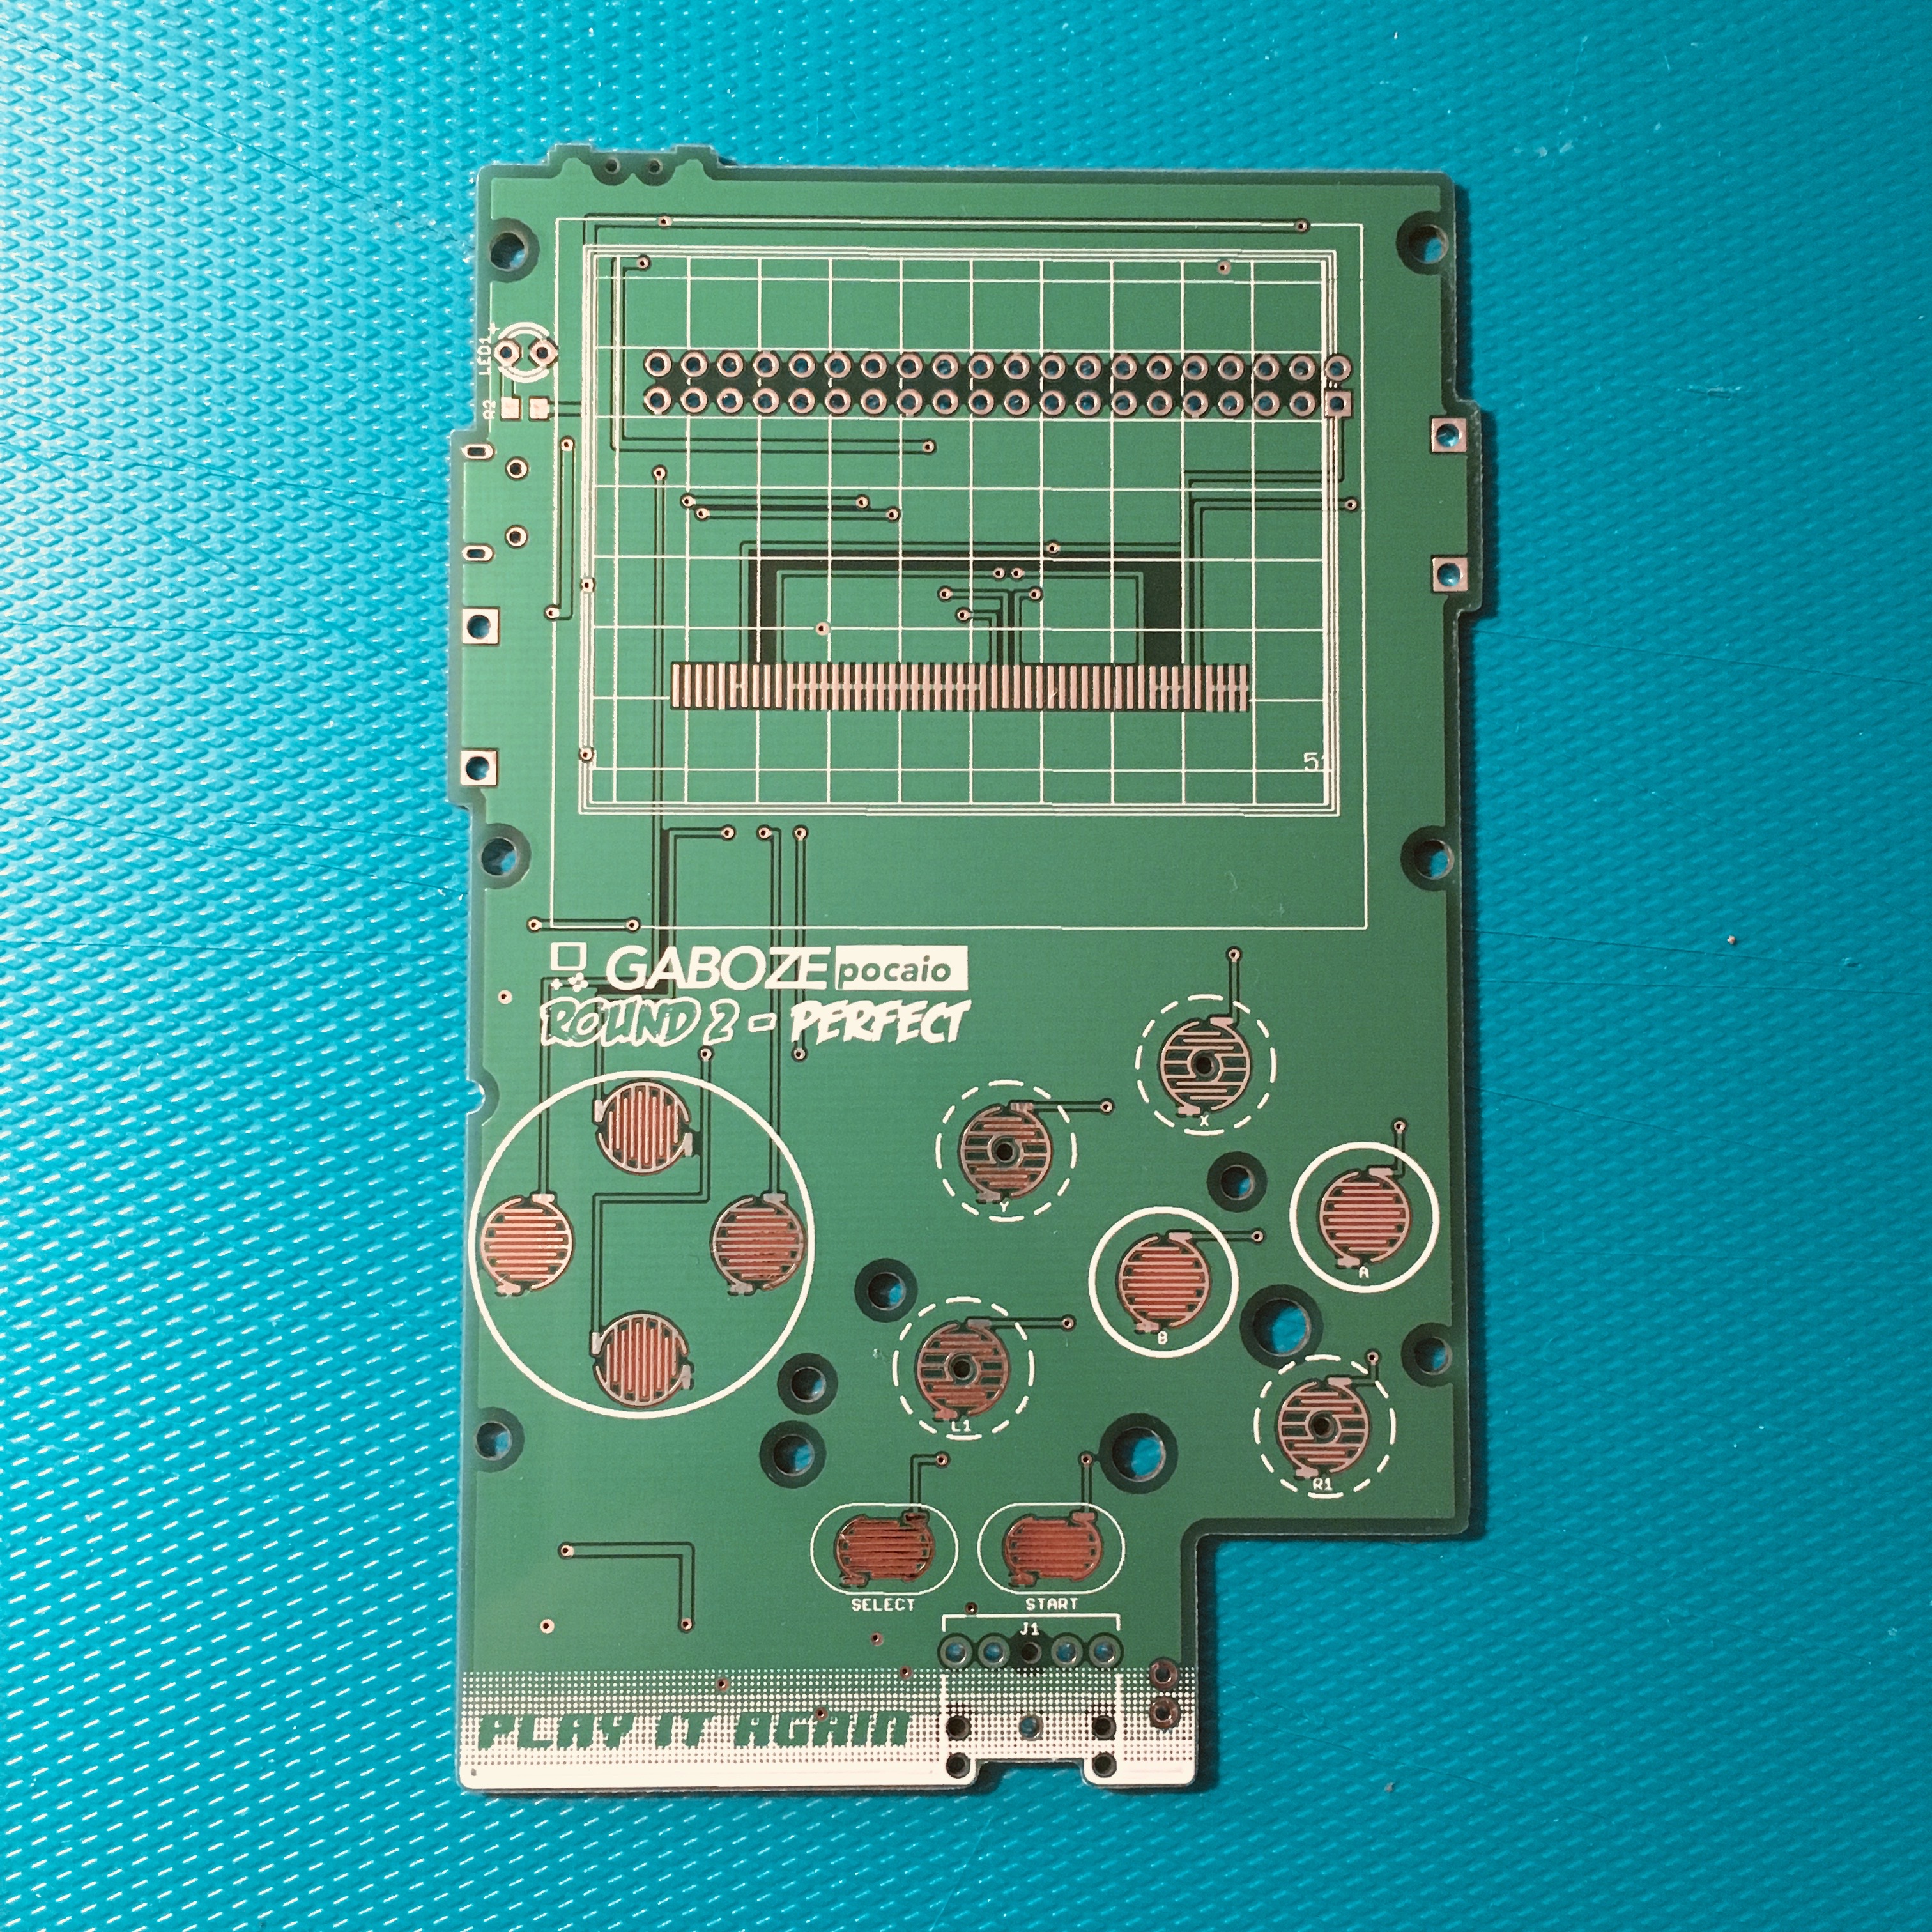 LED1 +
R2
51
GABOZE pocaio
ROUND 2 - PERFECT
X
Y
A
B
L1
R1
SELECT
START
J1
PLAY IT AGAIN